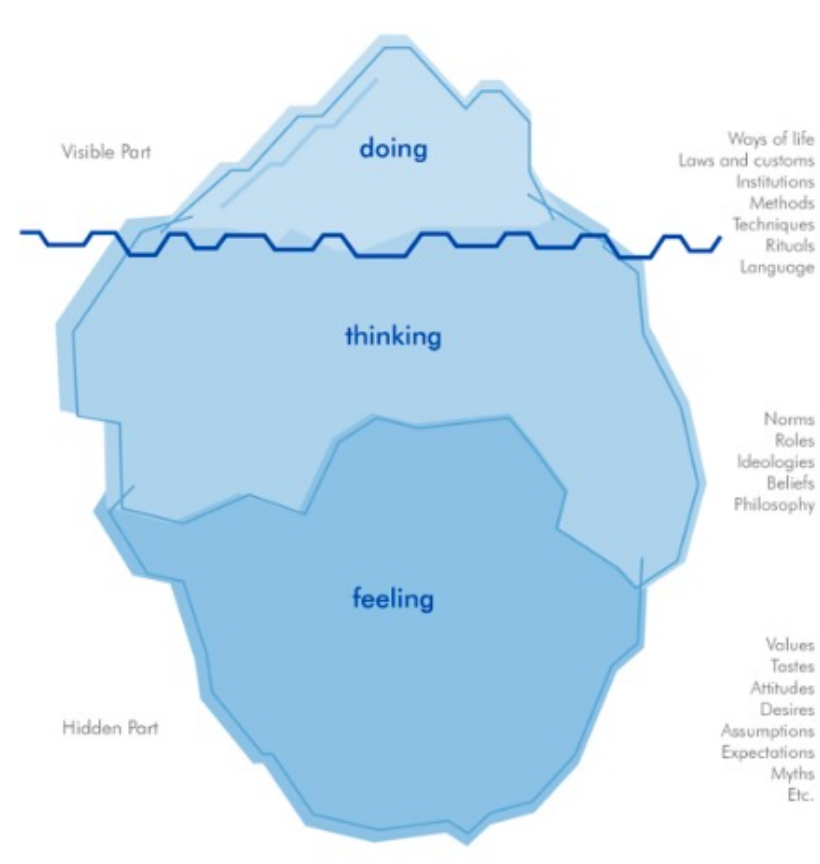 doing
Visible Part
Ways of life
Laws and customs
Institutions
Methods
Techniques
Rituals
Language
thinking
Norms
Roles
Ideologies
Beliefs
Philosophy
feeling
Values
Tastes
Attitudes
Desires
Assumptions
Expectations
Myths
Etc.
Hidden Part